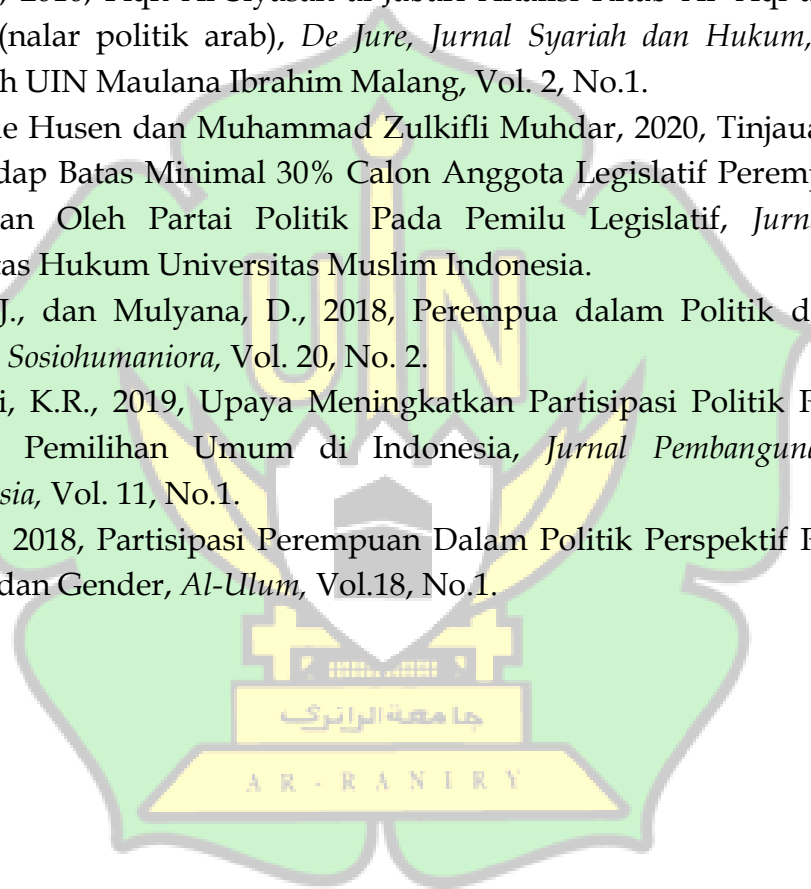 (nalar politik arab), De Jure, Jurnal Syariah dan Hukum,
h UIN Maulana Ibrahim Malang, Vol. 2, No.1.
e Husen dan Muhammad Zulkifli Muhdar, 2020, Tinjaua
dap Batas Minimal 30% Calon Anggota Legislatif Peremp
an Oleh Partai Politik Pada Pemilu Legislatif, Jurn
tas Hukum Universitas Muslim Indonesia.
J., dan Mulyana, D., 2018, Perempua dalam Politik d
Sosiohumaniora, Vol. 20, No. 2.
i, K.R., 2019, Upaya Meningkatkan Partisipasi Politik
Pemilihan Umum di Indonesia, Jurnal Pembanguna
sia, Vol. 11, No.1.
2018, Partisipasi Perempuan Dalam Politik Perspektif
dan Gender, Al-Ulum, Vol.18, No.1.
UIN
جامعة الرانري
AR-RANIRY